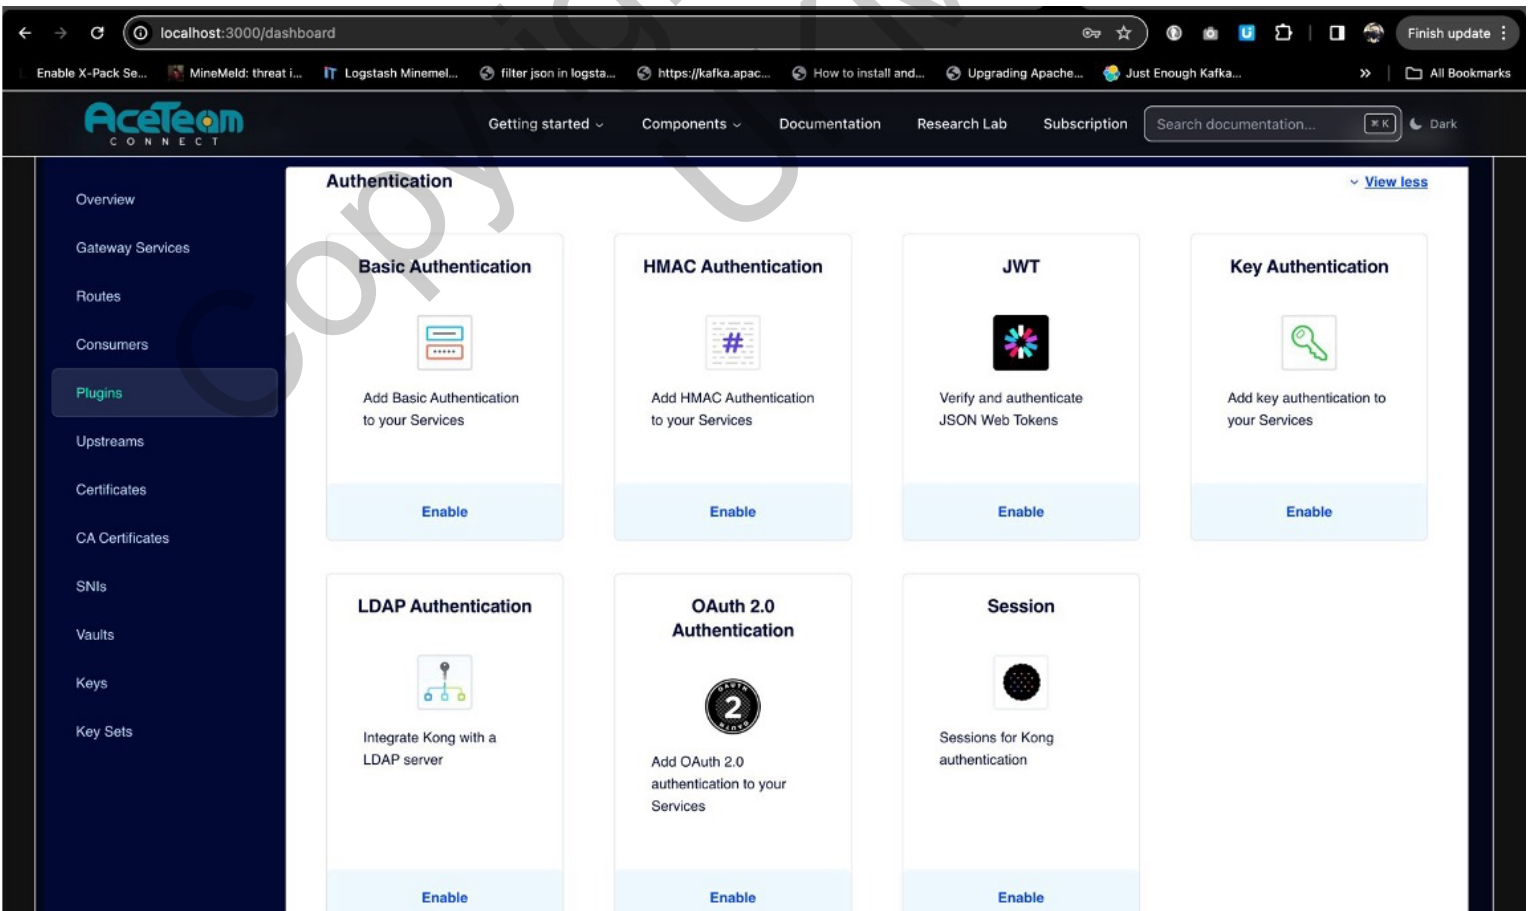 localhost:3000/dashboard
Finish update
Enable X-Pack Se...
MineMeld: threat i...
Logstash Minemel...
filter json in logsta...
https://kafka.apac...
How to install and...
Upgrading Apache...
Just Enough Kafka...
All Bookmarks
AceTeam
CONNECT
Getting started
Components
Documentation
Research Lab
Subscription
Search documentation...
⌘ K
Dark
Overview
Gateway Services
Routes
Consumers
Plugins
Upstreams
Certificates
CA Certificates
SNIs
Vaults
Keys
Key Sets
Authentication
View less
Basic Authentication
Add Basic Authentication
to your Services
Enable
HMAC Authentication
#
Add HMAC Authentication
to your Services
Enable
JWT
Verify and authenticate
JSON Web Tokens
Enable
Key Authentication
Add key authentication to
your Services
Enable
LDAP Authentication
Integrate Kong with a
LDAP server
Enable
OAuth 2.0
Authentication
OAUTH
2
OAUTH
Add OAuth 2.0
authentication to your
Services
Enable
Session
Sessions for Kong
authentication
Enable